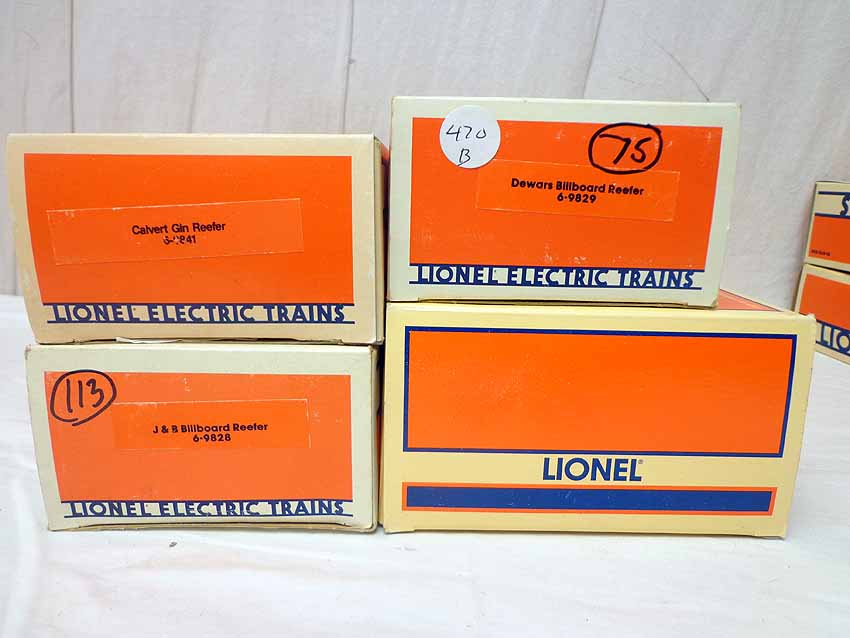 Calvert Gin Reefer
LIONEL ELECTRIC TRAINS
470
B
75
Dewars Billboard Reefer
6-9829
LIONEL ELECTRIC TRAINS
113
J & B Billboard Reefer
6-9828
LIONEL ELECTRIC TRAINS
LIONEL®
LIO